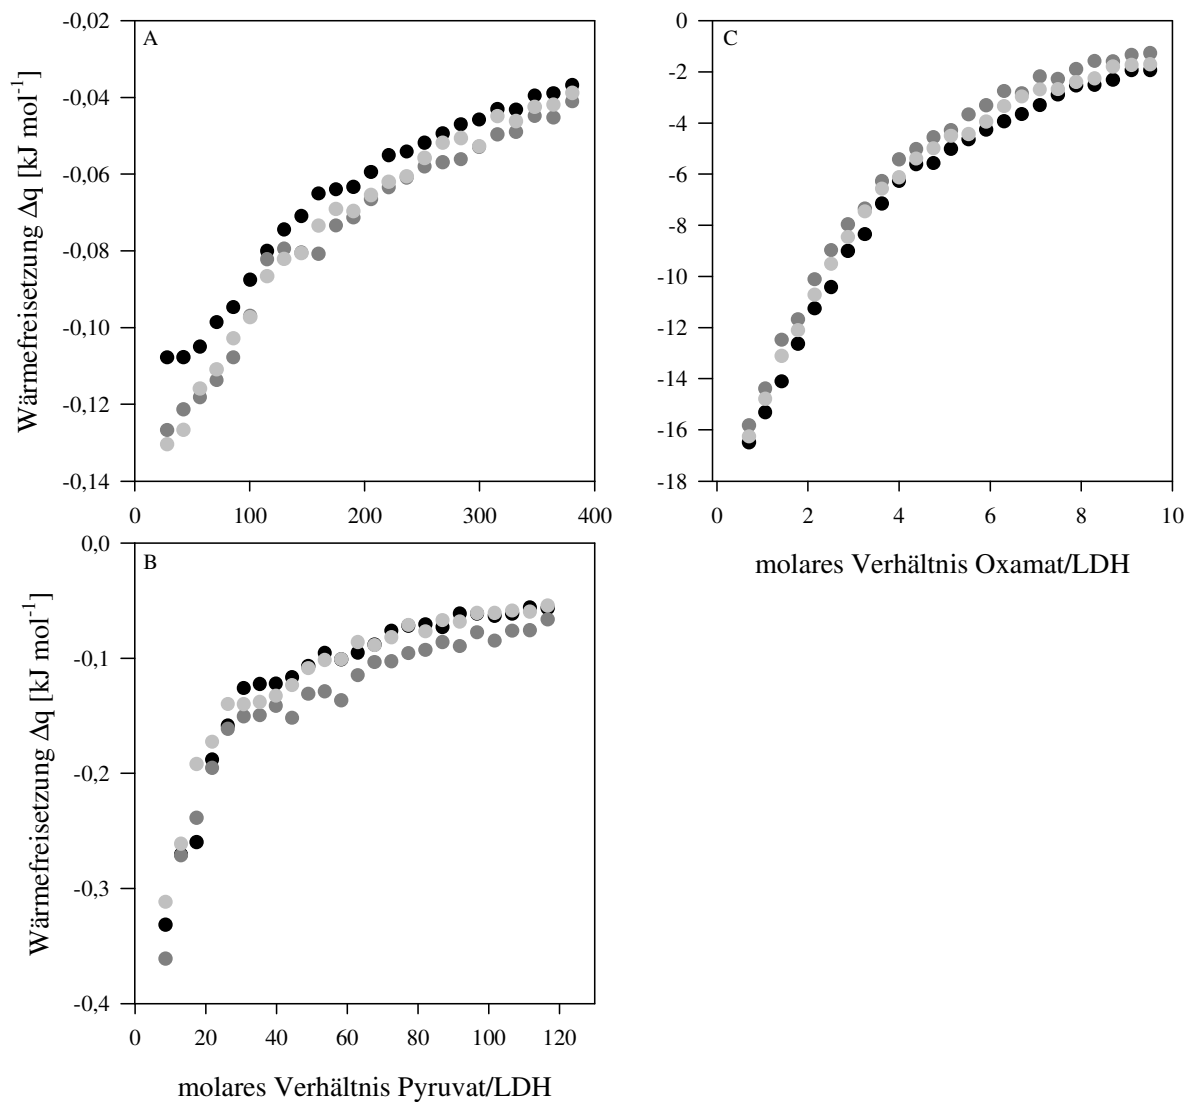 A
Wärmefreisetzung Δq [kJ mol⁻¹]
-0,02
-0,04
-0,06
-0,08
-0,10
-0,12
-0,14
0 100 200 300 400
C
0
-2
-4
-6
-8
-10
-12
-14
-16
-18
0 2 4 6 8 10
molares Verhältnis Oxamat/LDH
B
Wärmefreisetzung Δq [kJ mol⁻¹]
0,0
-0,1
-0,2
-0,3
-0,4
0 20 40 60 80 100 120
molares Verhältnis Pyruvat/LDH